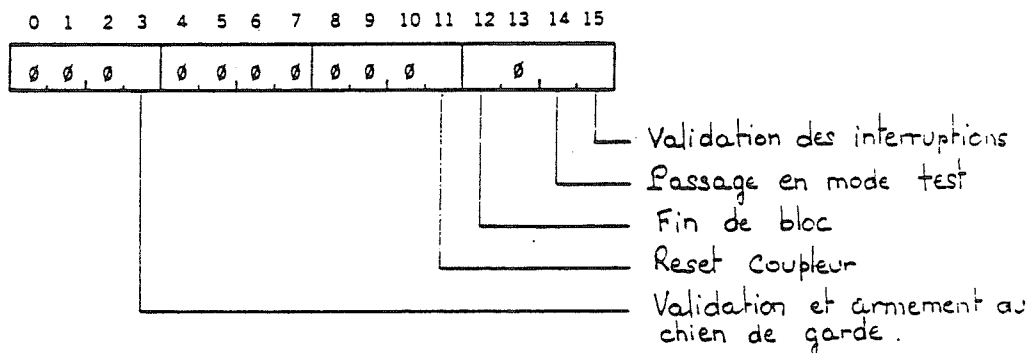 0 1 2 3 4 5 6 7 8 9 10 11 12 13 14 15
ø ø ø ø ø ø ø ø ø ø ø
Validation des interruptions
Passage en mode test
Fin de bloc
Reset Coupleur
Validation et armement au
chien de garde.